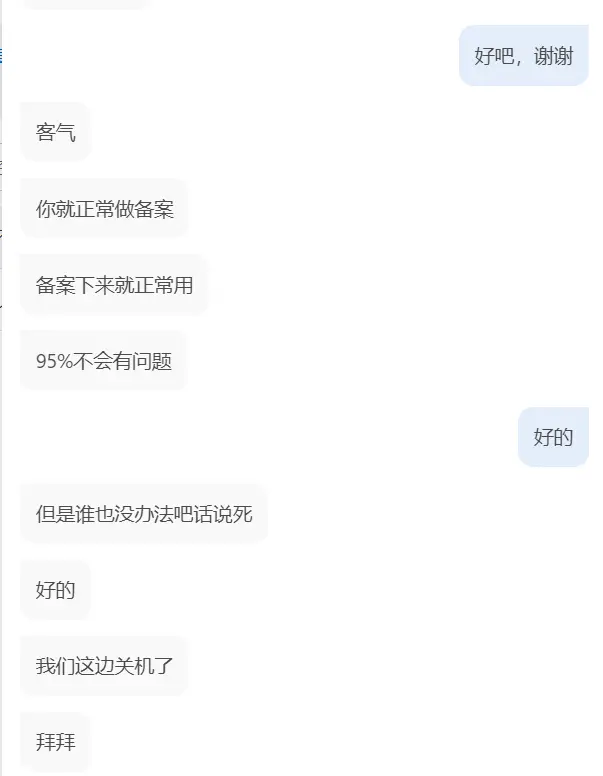 好吧，谢谢
客气
你就正常做备案
备案下来就正常用
95%不会有问题
好的
但是谁也没办法吧话说死
好的
我们这边关机了
拜拜